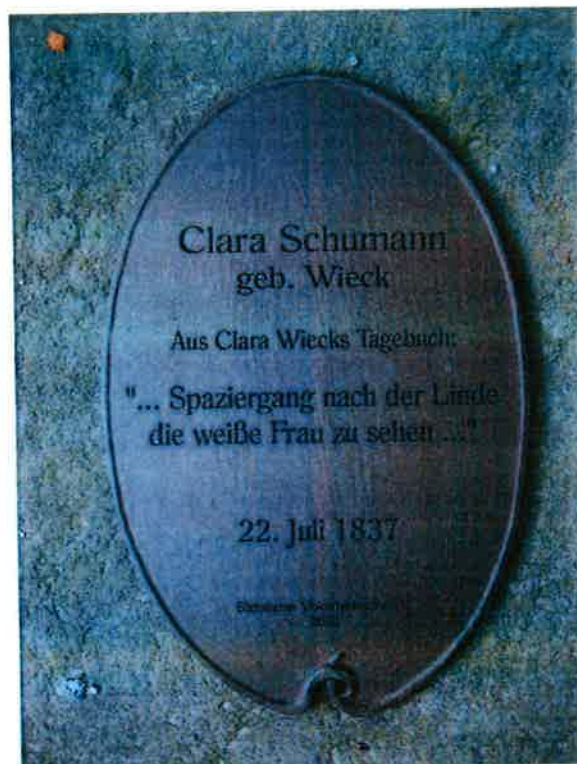 Clara Schumann
geb. Wieck
Aus Clara Wiecks Tagebuch:
"... Spaziergang nach der Linde
die weiße Frau zu sehen ..."
22. Juli 1837